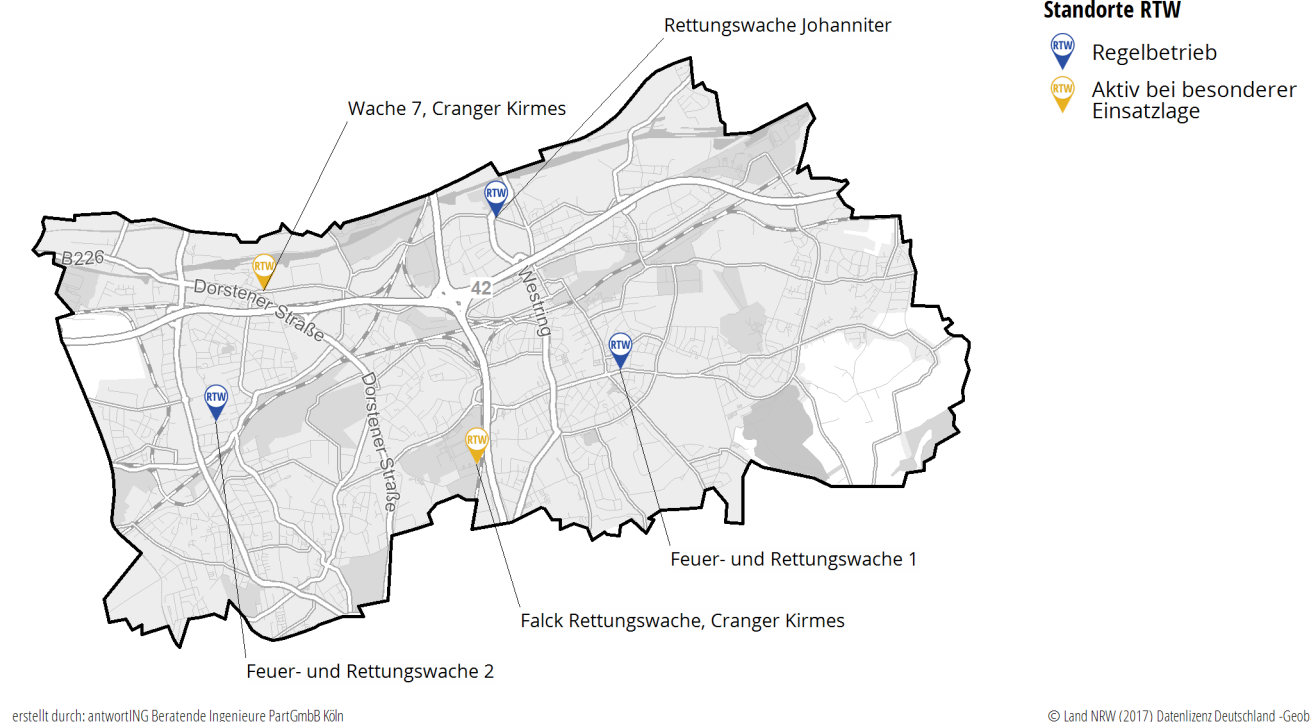 Standorte RTW
RTW Regelbetrieb
RTW Aktiv bei besonderer
Einsatzlage
Rettungswache Johanniter
Wache 7, Cranger Kirmes
RTW
RTW
B226
Dorstener Straße
42
Westring
RTW
RTW
Dorstener Straße
RTW
Feuer- und Rettungswache 1
Falck Rettungswache, Cranger Kirmes
Feuer- und Rettungswache 2
erstellt durch: antwortING Beratende Ingenieure PartGmbB Köln
© Land NRW (2017) Datenlizenz Deutschland -Geob